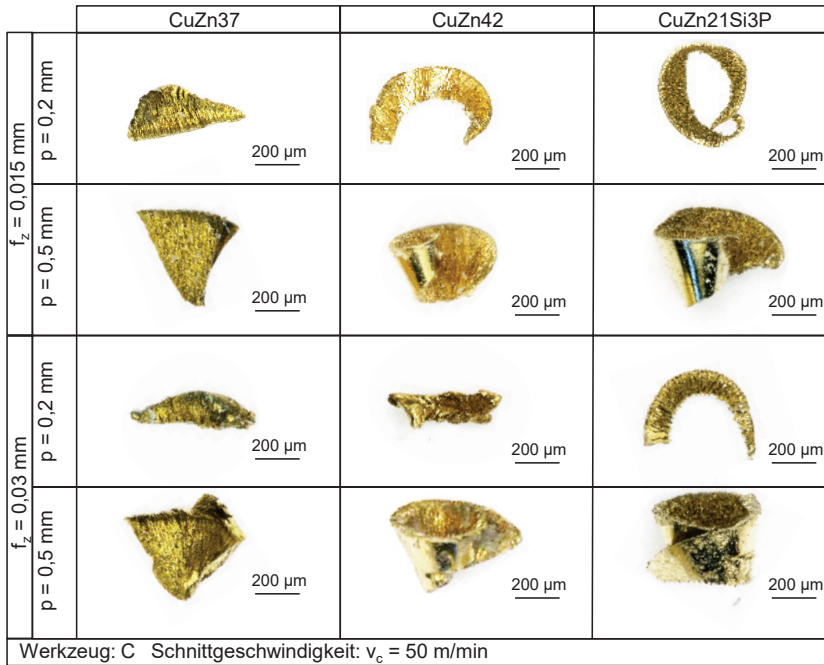 CuZn37 CuZn42 CuZn21Si3P
f_z = 0,015 mm
p = 0,2 mm
200 µm 200 µm 200 µm
p = 0,5 mm
200 µm 200 µm 200 µm
f_z = 0,03 mm
p = 0,2 mm
200 µm 200 µm 200 µm
p = 0,5 mm
200 µm 200 µm 200 µm
Werkzeug: C Schnittgeschwindigkeit: v_c = 50 m/min